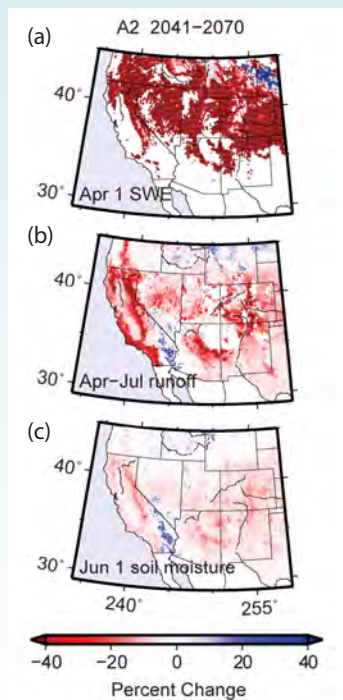 A2 2041-2070
(a)
40°
30°
Apr 1 SWE
(b)
40°
30°
Apr-Jul runoff
(c)
40°
30°
Jun 1 soil moisture
240° 255°
−40 −20 0 20 40
Percent Change